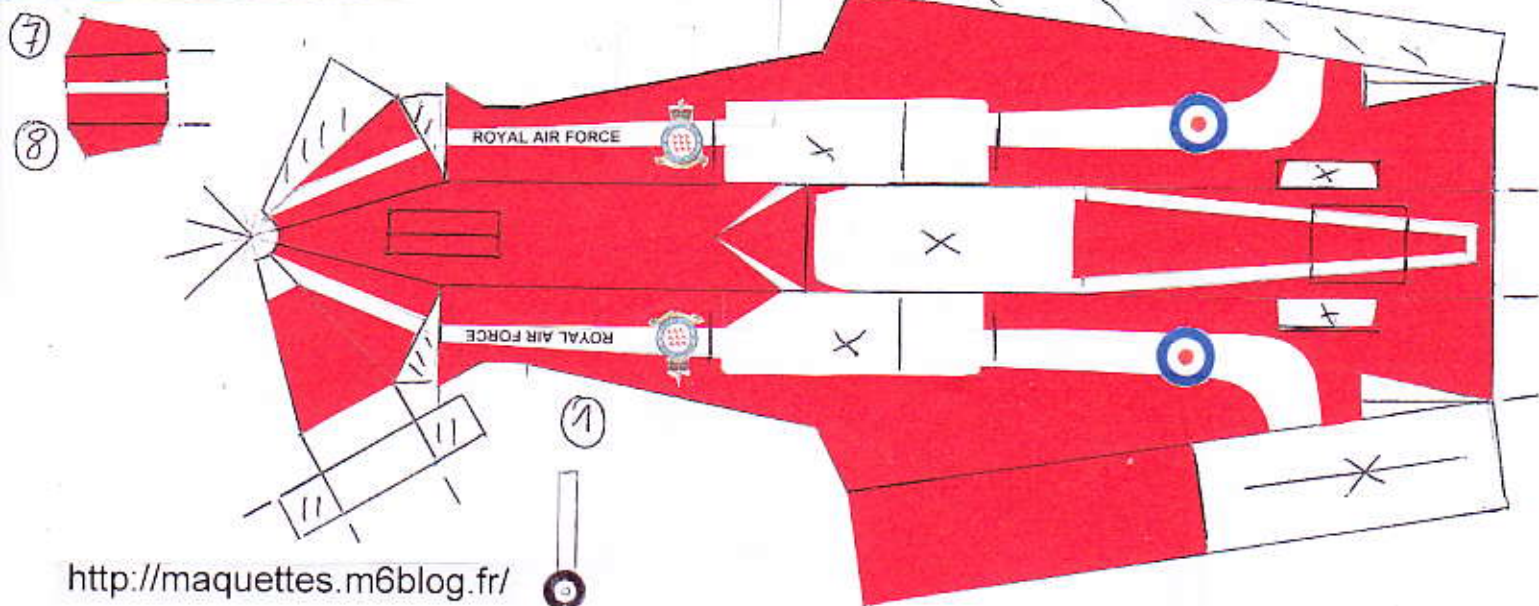 7
8
ROYAL AIR FORCE
X
X
X
ROYAL AIR FORCE
X
X
1
X
http://maquettes.m6blog.fr/